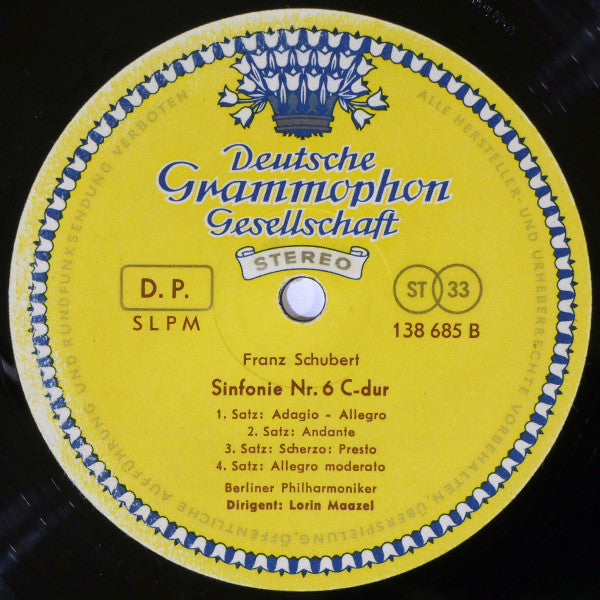 Deutsche
Grammophon
Gesellschaft
STEREO
D. P.
SLPM
ST 33
138 685 B
Franz Schubert
Sinfonie Nr. 6 C-dur
1. Satz: Adagio - Allegro
2. Satz: Andante
3. Satz: Scherzo: Presto
4. Satz: Allegro moderato
Berliner Philharmoniker
Dirigent: Lorin Maazel
ALLE HERSTELLER- UND URHEBERRECHTE VORBEHALTEN, ÜBERSPIELUNG, ÖFFENTLICHE AUFFÜHRUNG UND RUNDFUNKSENDUNG VERBOTEN